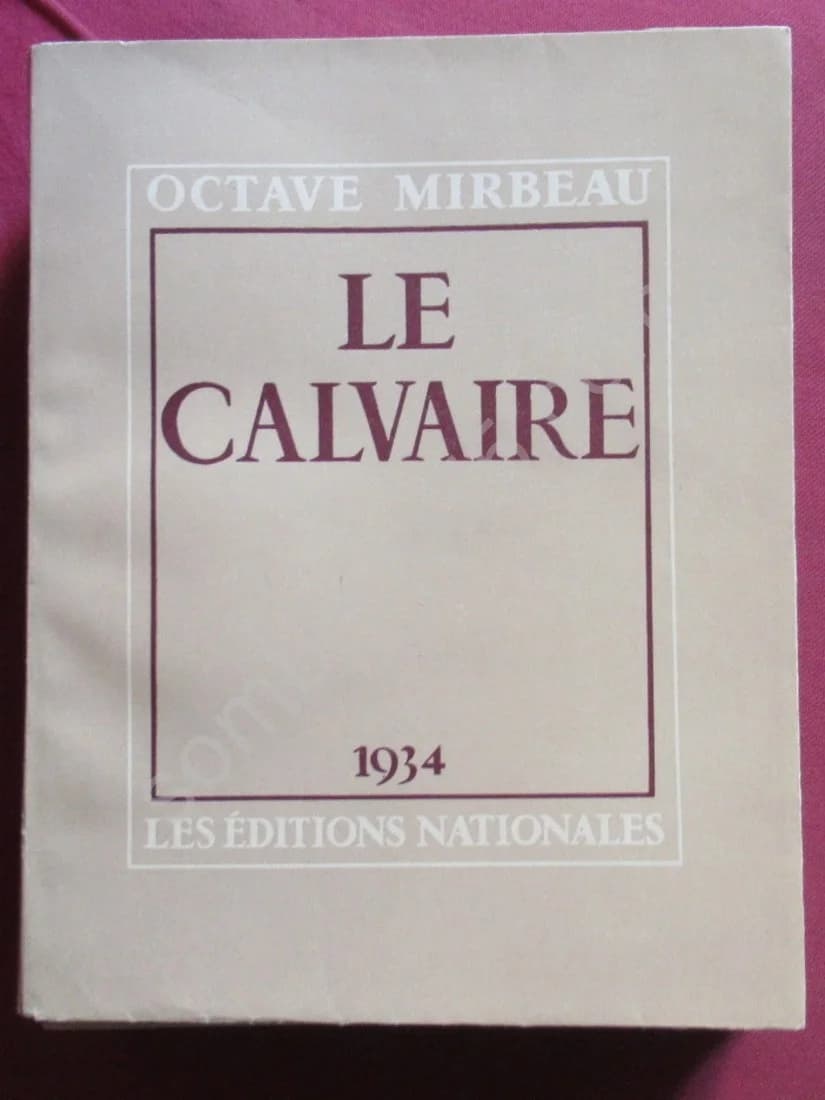 OCTAVE MIRBEAU
LE
CALVAIRE
1934
LES ÉDITIONS NATIONALES